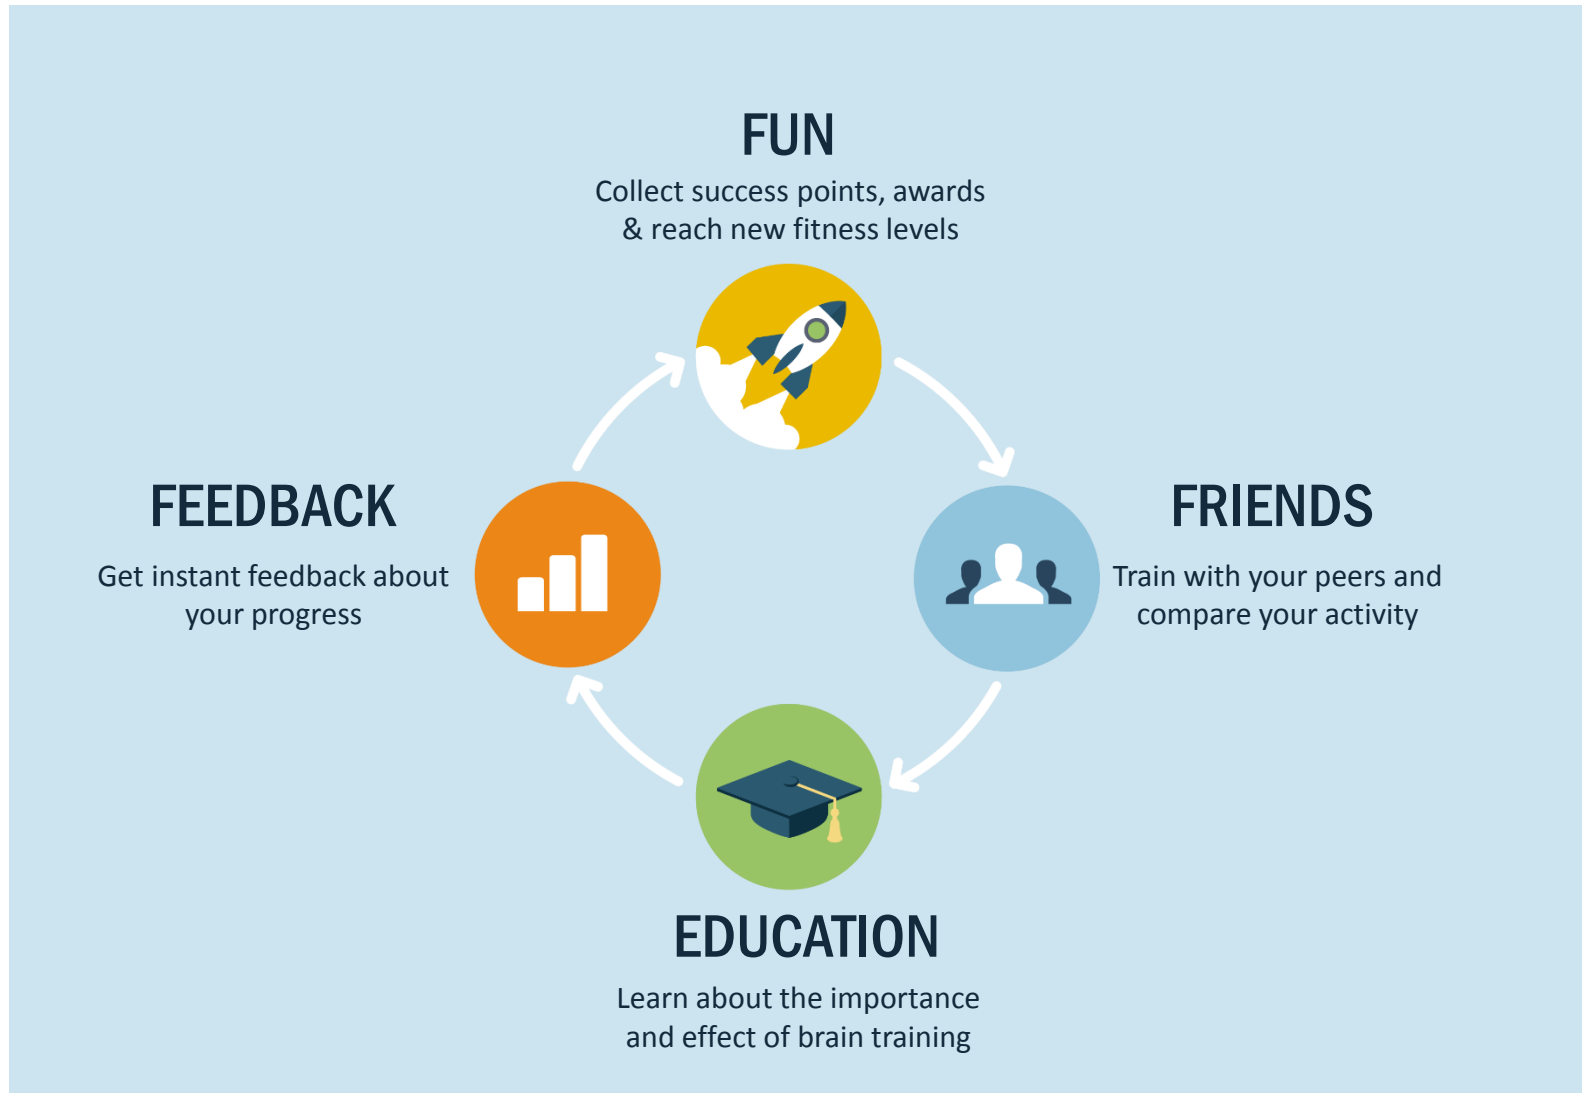 FUN
Collect success points, awards
& reach new fitness levels
FEEDBACK
Get instant feedback about
your progress
FRIENDS
Train with your peers and
compare your activity
EDUCATION
Learn about the importance
and effect of brain training